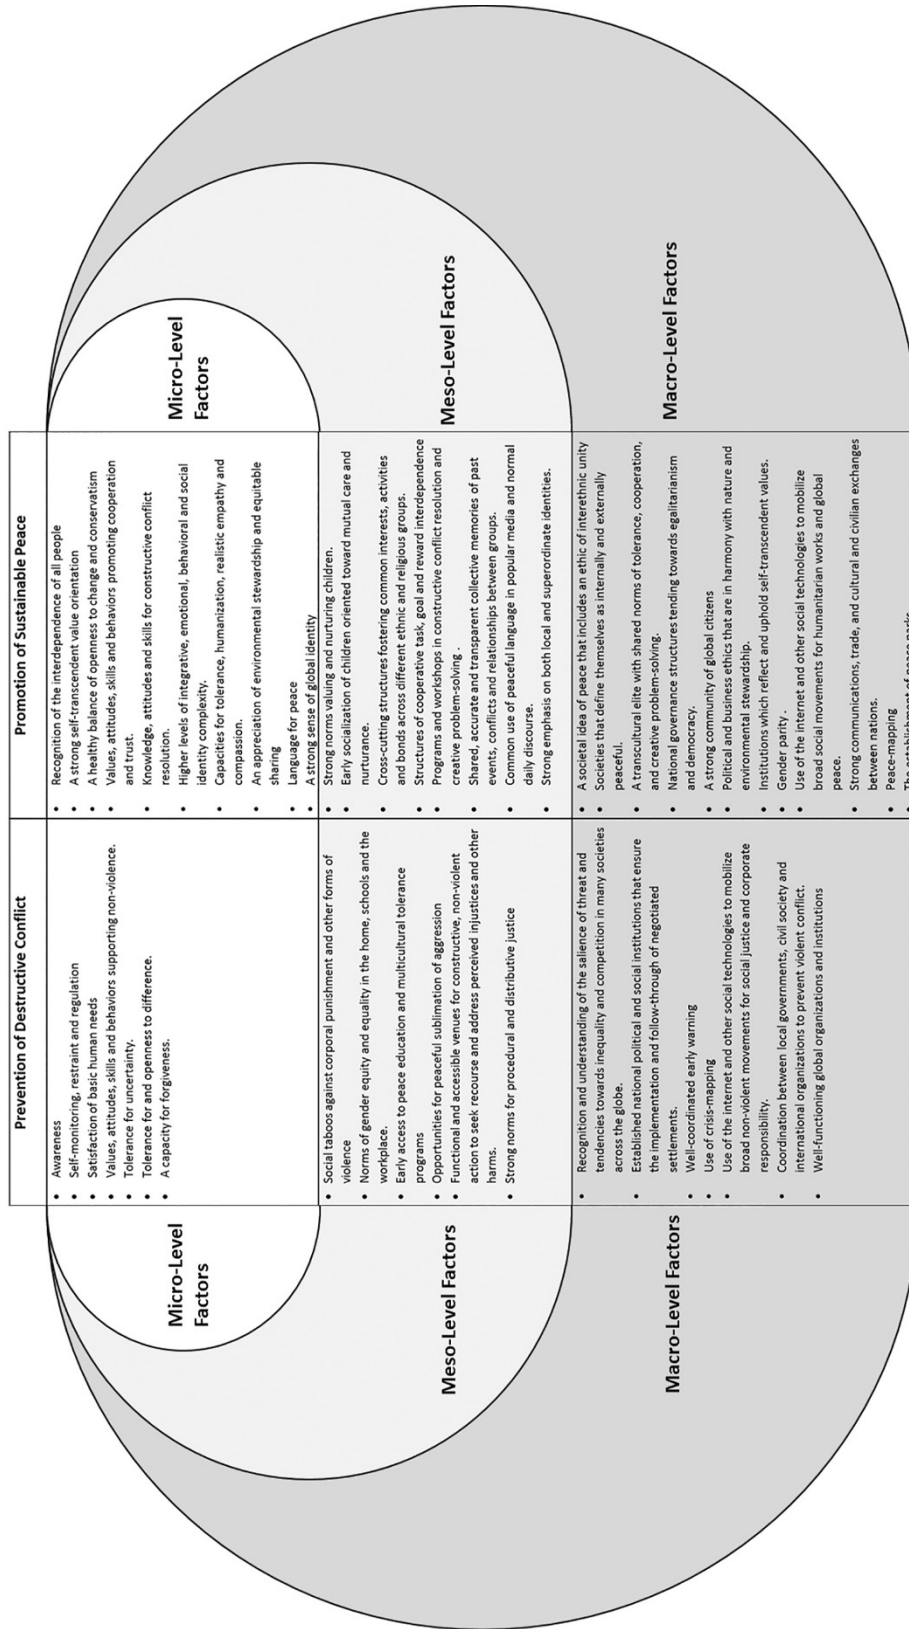 Prevention of Destructive Conflict
Promotion of Sustainable Peace
Micro-Level
Factors
• Awareness
• Self-monitoring, restraint and regulation
• Satisfaction of basic human needs
• Values, attitudes, skills and behaviors supporting non-violence.
• Tolerance for uncertainty.
• Tolerance for and openness to difference.
• A capacity for forgiveness.
• Recognition of the interdependence of all people
• A strong self-transcendent value orientation
• A healthy balance of openness to change and conservatism
• Values, attitudes, skills and behaviors promoting cooperation
and trust.
• Knowledge, attitudes and skills for constructive conflict
resolution.
• Higher levels of integrative, emotional, behavioral and social
identity complexity.
• Capacities for tolerance, humanization, realistic empathy and
compassion.
• An appreciation of environmental stewardship and equitable
sharing
• Language for peace
• A strong sense of global identity
Micro-Level
Factors
Meso-Level Factors
• Social taboos against corporal punishment and other forms of
violence
• Norms of gender equity and equality in the home, schools and the
workplace.
• Early access to peace education and multicultural tolerance
programs
• Opportunities for peaceful sublimation of aggression
• Functional and accessible venues for constructive, non-violent
action to seek recourse and address perceived injustices and other
harms.
• Strong norms for procedural and distributive justice
• Strong norms valuing and nurturing children.
• Early socialization of children oriented toward mutual care and
nurturance.
• Cross-cutting structures fostering common interests, activities
and bonds across different ethnic and religious groups.
• Structures of cooperative task, goal and reward interdependence
• Programs and workshops in constructive conflict resolution and
creative problem-solving .
• Shared, accurate and transparent collective memories of past
events, conflicts and relationships between groups.
• Common use of peaceful language in popular media and normal
daily discourse.
• Strong emphasis on both local and superordinate identities.
Meso-Level Factors
Macro-Level Factors
• Recognition and understanding of the salience of threat and
tendencies towards inequality and competition in many societies
across the globe.
• Established national political and social institutions that ensure
the implementation and follow-through of negotiated
settlements.
• Well-coordinated early warning
• Use of crisis-mapping
• Use of the internet and other social technologies to mobilize
broad non-violent movements for social justice and corporate
responsibility.
• Coordination between local governments, civil society and
international organizations to prevent violent conflict.
• Well-functioning global organizations and institutions
• A societal idea of peace that includes an ethic of interethnic unity
• Societies that define themselves as internally and externally
peaceful.
• A transcultural elite with shared norms of tolerance, cooperation,
and creative problem-solving.
• National governance structures tending towards egalitarianism
and democracy.
• A strong community of global citizens
• Political and business ethics that are in harmony with nature and
environmental stewardship.
• Institutions which reflect and uphold self-transcendent values.
• Gender parity .
• Use of the internet and other social technologies to mobilize
broad social movements for humanitarian works and global
peace.
• Strong communications, trade, and cultural and civilian exchanges
between nations.
• Peace-mapping
• The establishment of peace parks
Macro-Level Factors